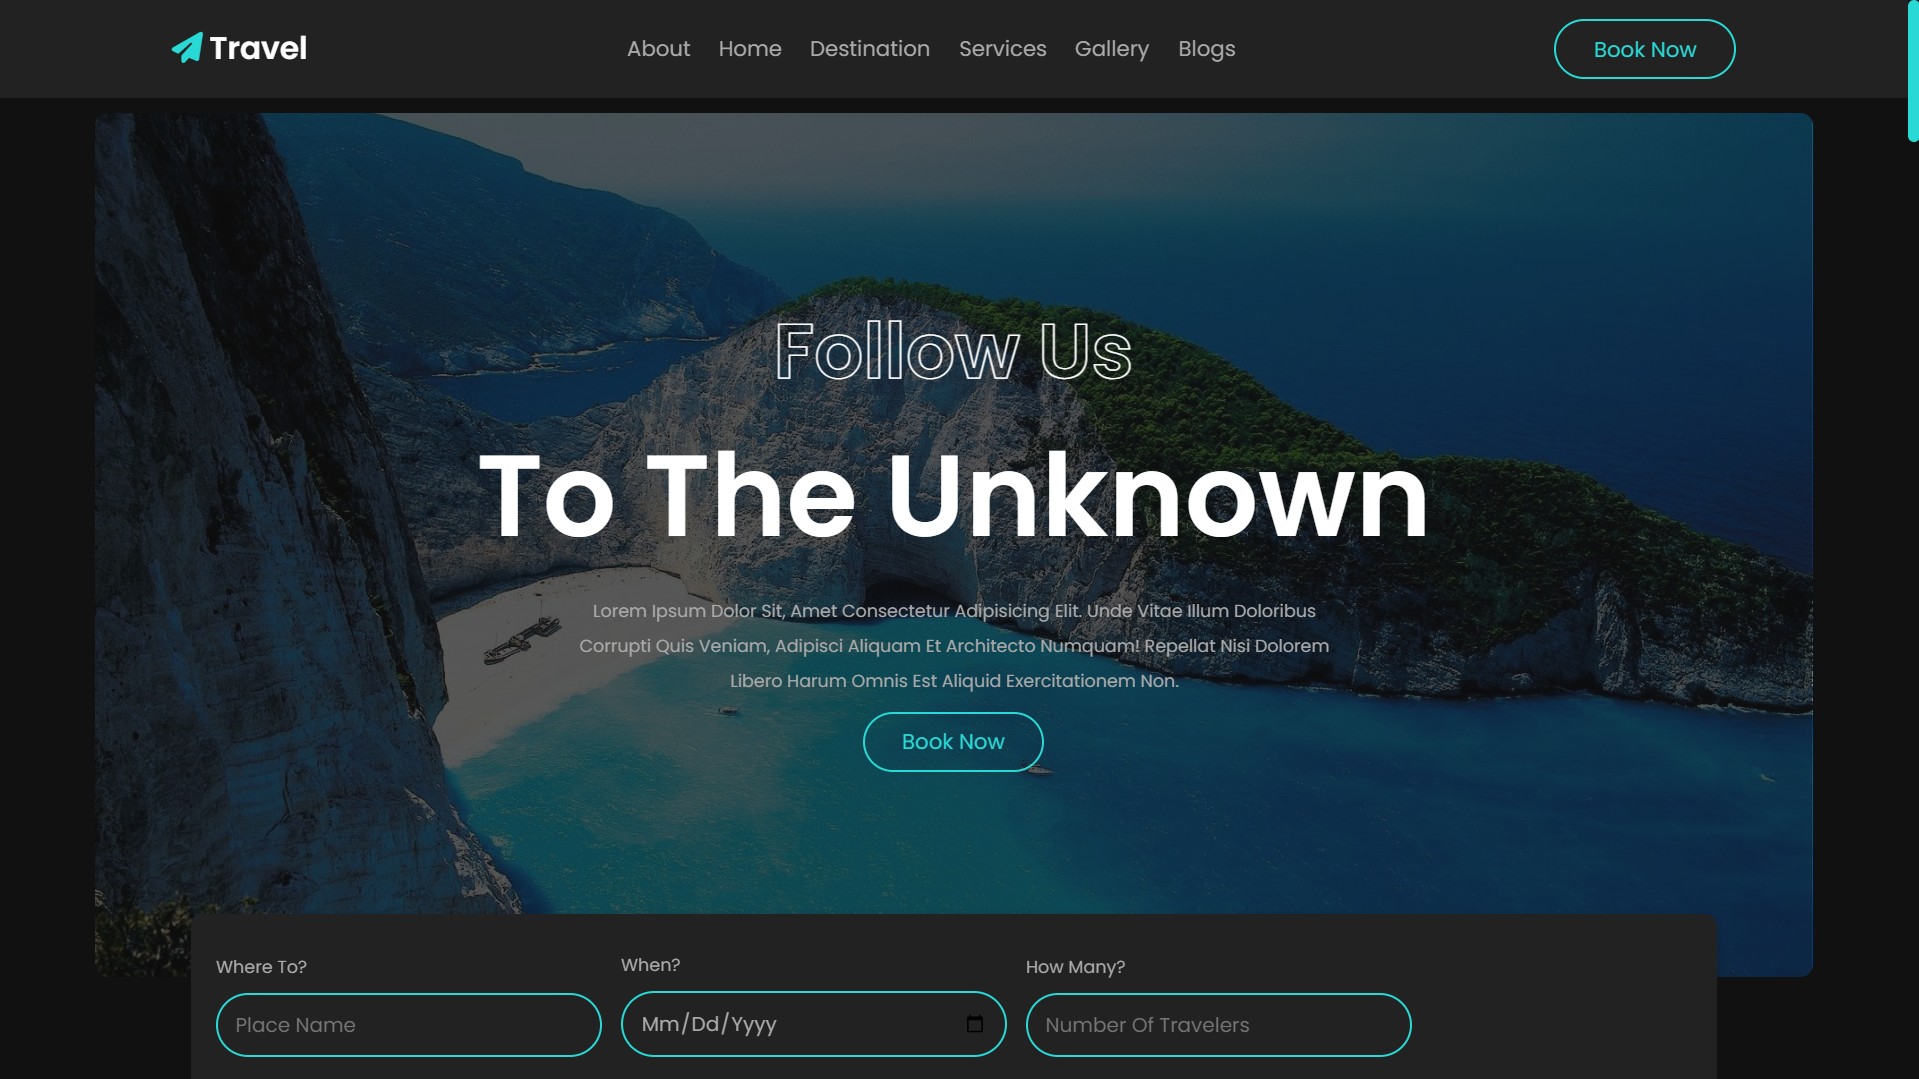 Travel
About Home Destination Services Gallery Blogs
Book Now
Follow Us
To The Unknown
Lorem Ipsum Dolor Sit, Amet Consectetur Adipisicing Elit. Unde Vitae Illum Doloribus
Corrupti Quis Veniam, Adipisci Aliquam Et Architecto Numquam! Repellat Nisi Dolorem
Libero Harum Omnis Est Aliquid Exercitationem Non.
Book Now
Where To?
Place Name
When?
Mm/Dd/Yyyy
How Many?
Number Of Travelers